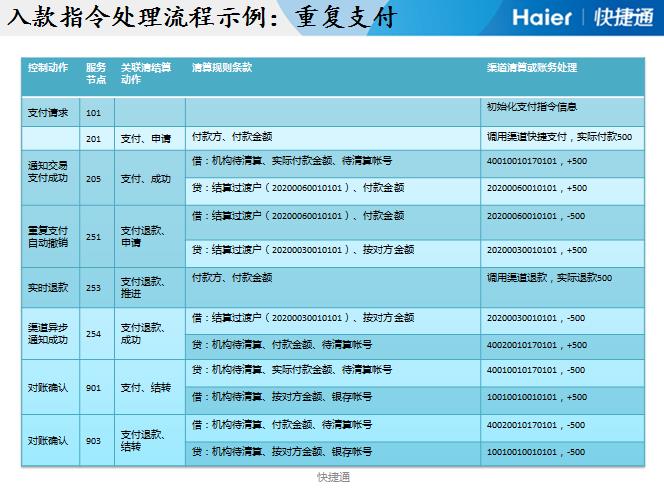 入款指令处理流程示例：重复支付
Haier 快捷通
控制动作 服务节点 关联清结算动作 清算规则条款 渠道清算或账务处理
支付请求 101 初始化支付指令信息
201 支付、申请 付款方、付款金额 调用渠道快捷支付，实际付款500
通知交易支付成功 205 支付、成功 借：机构待清算、实际付款金额、待清算帐号 40010010170101，+500
贷：结算过渡户（20200060010101）、付款金额 20200060010101，+500
重复支付自动撤销 251 支付退款、申请 借：结算过渡户（20200060010101）、付款金额 20200060010101，-500
贷：结算过渡户（20200030010101）、按对方金额 20200030010101，+500
实时退款 253 支付退款、推进 付款方、付款金额 调用渠道退款，实际退款500
渠道异步通知成功 254 支付退款、成功 借：结算过渡户（20200030010101）、按对方金额 20200030010101，-500
贷：机构待清算、付款金额、待清算帐号 40020010170101，+500
对账确认 901 支付、结转 贷：机构待清算、实际付款金额、待清算帐号 40010010170101，-500
借：机构待清算、按对方金额、银存帐号 10010010010101，+500
对账确认 903 支付退款、结转 借：机构待清算、付款金额、待清算帐号 40020010170101，-500
贷：机构待清算、按对方金额、银存帐号 10010010010101，-500
快捷通